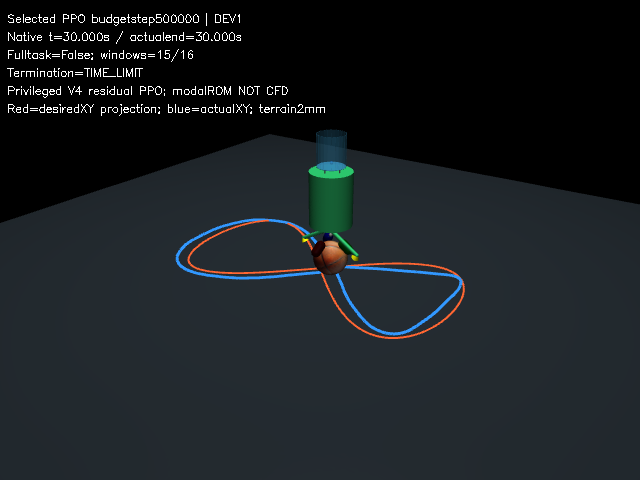 Selected PPO budgetstep500000 | DEV1
Native t=30.000s / actualend=30.000s
Fulltask=False; windows=15/16
Termination=TIME_LIMIT
Privileged V4 residual PPO; modalROM NOT CFD
Red=desiredXY projection; blue=actualXY; terrain2mm